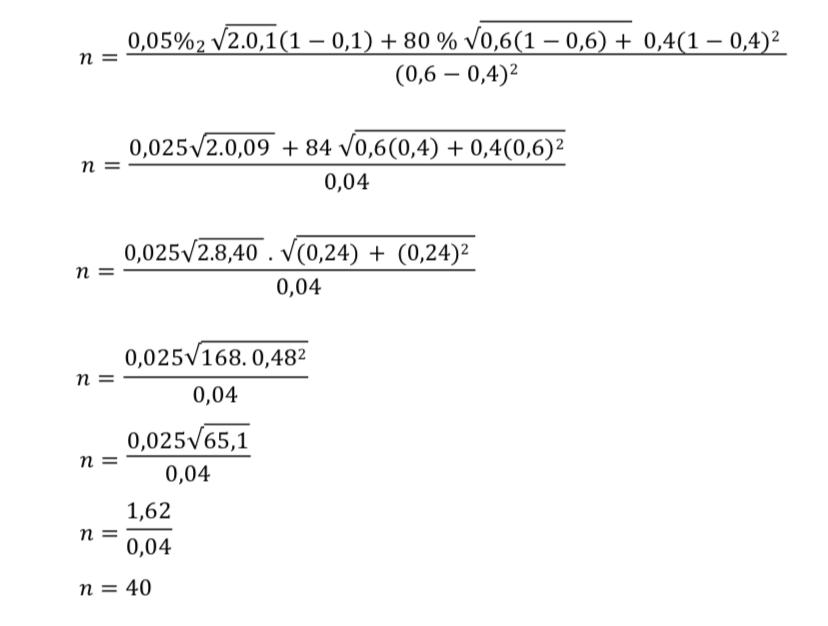 n = 0,05%₂ √2.0,1(1 − 0,1) + 80 % √0,6(1 − 0,6) + 0,4(1 − 0,4)² / (0,6 − 0,4)²
n = 0,025√2.0,09 + 84 √0,6(0,4) + 0,4(0,6)² / 0,04
n = 0,025√2.8,40 . √(0,24) + (0,24)² / 0,04
n = 0,025√168. 0,48² / 0,04
n = 0,025√65,1 / 0,04
n = 1,62 / 0,04
n = 40